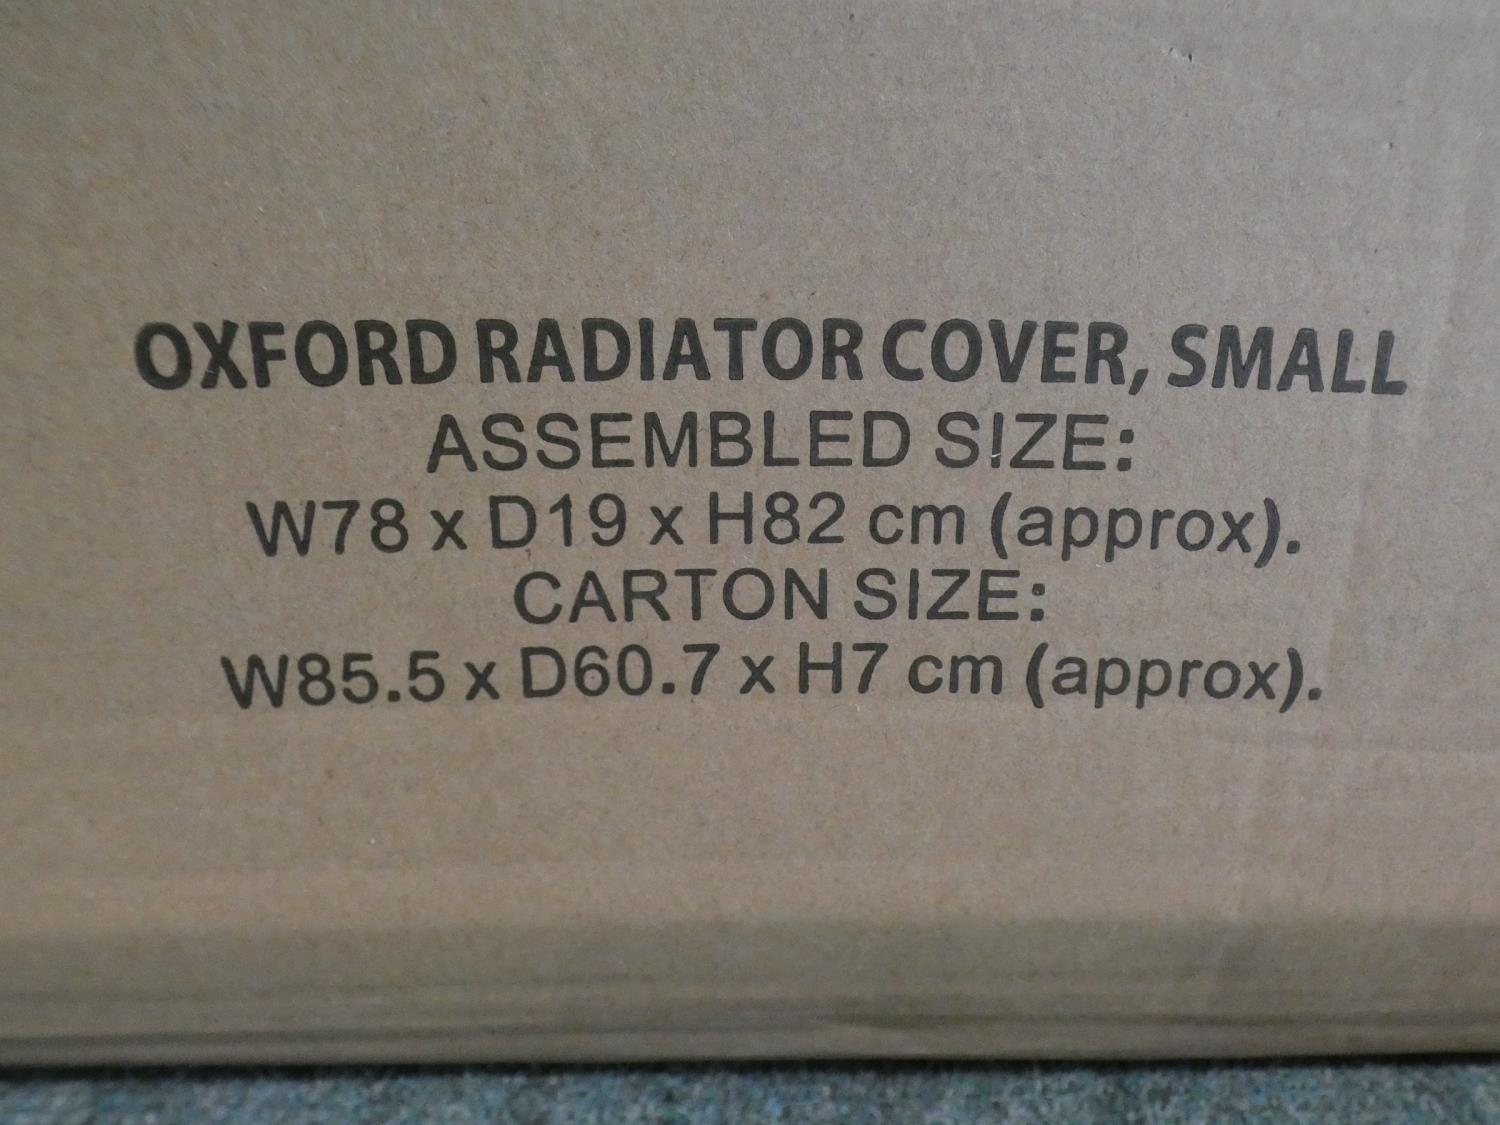 OXFORD RADIATOR COVER, SMALL
ASSEMBLED SIZE:
W78 x D19 x H82 cm (approx).
CARTON SIZE:
W85.5 x D60.7 x H7 cm (approx).